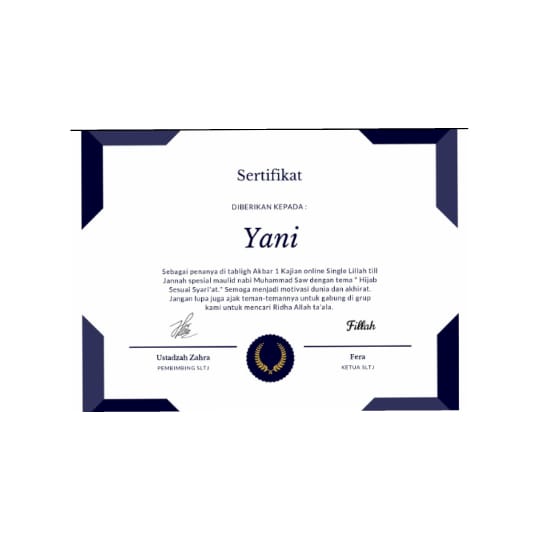 Sertifikat
DIBERIKAN KEPADA :
Yani
Sebagai penanya di tabligh Akbar 1 Kajian online Single Lillah till
Jannah spesial maulid nabi Muhammad Saw dengan tema " Hijab
Sesuai Syari'at." Semoga menjadi motivasi dunia dan akhirat.
Jangan lupa juga ajak teman-temannya untuk gabung di grup
kami untuk mencari Ridha Allah ta'ala.
Fillah
Ustadzah Zahra
PEMBIMBING SLTJ
Fera
KETUA SLTJ